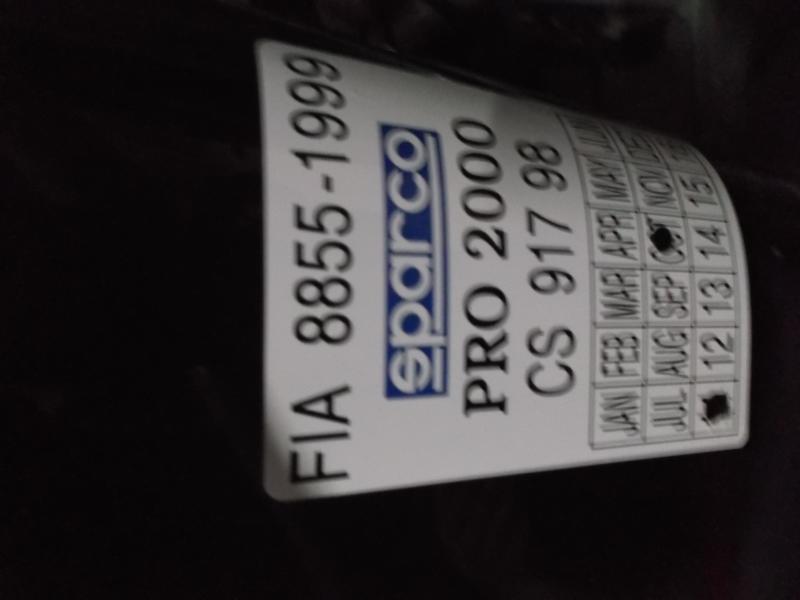 FIA 8855-1999
sparco
PRO 2000
CS 917 98
JAN FEB MAR APR MAY JUN
JUL AUG SEP NOV
12 13 14 15